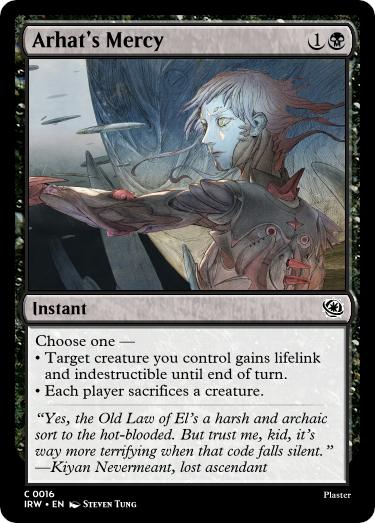 Arhat's Mercy 1
Instant
Choose one —
• Target creature you control gains lifelink
and indestructible until end of turn.
• Each player sacrifices a creature.
“Yes, the Old Law of El's a harsh and archaic
sort to the hot-blooded. But trust me, kid, it's
way more terrifying when that code falls silent.”
—Kiyan Nevermeant, lost ascendant
C 0016
IRW • EN Steven Tung
Plaster